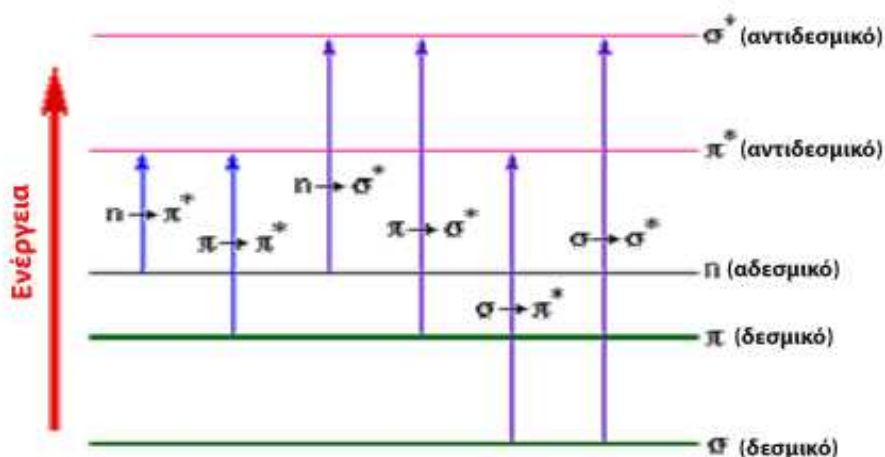 σ* (αντιδεσμικό)
π* (αντιδεσμικό)
n→σ*
n→π*
π→σ*
π→π*
σ→σ*
n (αδεσμικό)
σ→π*
π (δεσμικό)
σ (δεσμικό)
Ενέργεια